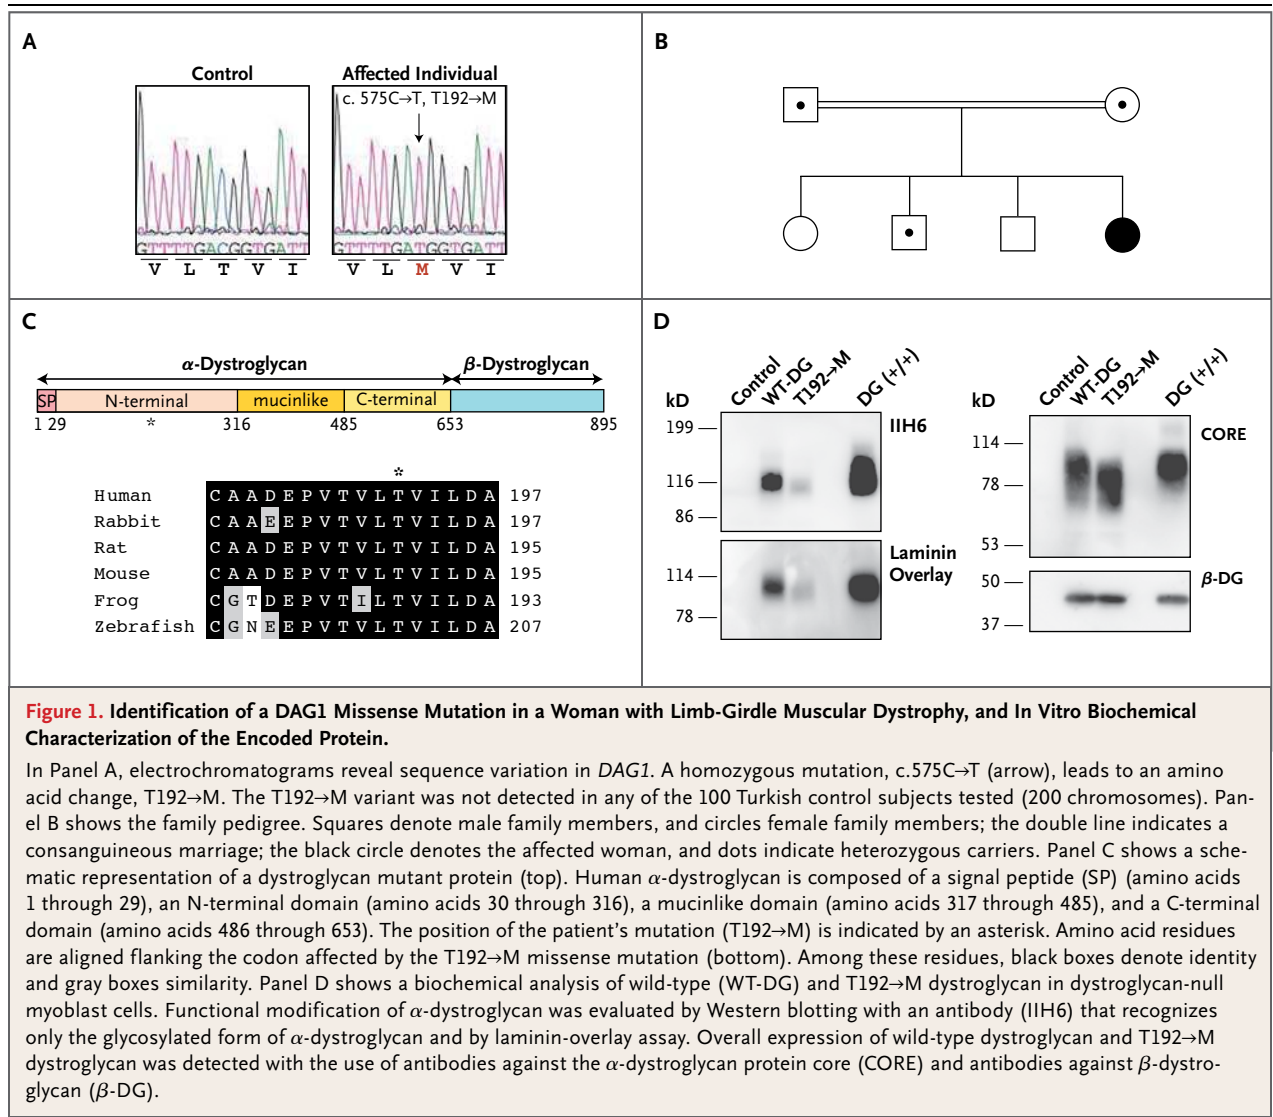 A
Control
Affected Individual
c. 575C→T, T192→M
GTTTTGACGGTGATT
GTTTTGATGGTGATT
V L T V I
V L M V I
B
C
α-Dystroglycan
β-Dystroglycan
SP
N-terminal
mucinlike
C-terminal
1 29 * 316 485 653 895
*
Human C A A D E P V T V L T V I L D A 197
Rabbit C A A E E P V T V L T V I L D A 197
Rat C A A D E P V T V L T V I L D A 195
Mouse C A A D E P V T V L T V I L D A 195
Frog C G T D E P V T I L T V I L D A 193
Zebrafish C G N E E P V T V L T V I L D A 207
D
Control
WT-DG
T192→M
DG (+/+)
kD
199
116
86
IIH6
114
78
Laminin
Overlay
Control
WT-DG
T192→M
DG (+/+)
kD
114
78
53
CORE
50
37
β-DG
Figure 1. Identification of a DAG1 Missense Mutation in a Woman with Limb-Girdle Muscular Dystrophy, and In Vitro Biochemical
Characterization of the Encoded Protein.
In Panel A, electrochromatograms reveal sequence variation in DAG1. A homozygous mutation, c.575C→T (arrow), leads to an amino
acid change, T192→M. The T192→M variant was not detected in any of the 100 Turkish control subjects tested (200 chromosomes). Pan-
el B shows the family pedigree. Squares denote male family members, and circles female family members; the double line indicates a
consanguineous marriage; the black circle denotes the affected woman, and dots indicate heterozygous carriers. Panel C shows a sche-
matic representation of a dystroglycan mutant protein (top). Human α-dystroglycan is composed of a signal peptide (SP) (amino acids
1 through 29), an N-terminal domain (amino acids 30 through 316), a mucinlike domain (amino acids 317 through 485), and a C-terminal
domain (amino acids 486 through 653). The position of the patient's mutation (T192→M) is indicated by an asterisk. Amino acid residues
are aligned flanking the codon affected by the T192→M missense mutation (bottom). Among these residues, black boxes denote identity
and gray boxes similarity. Panel D shows a biochemical analysis of wild-type (WT-DG) and T192→M dystroglycan in dystroglycan-null
myoblast cells. Functional modification of α-dystroglycan was evaluated by Western blotting with an antibody (IIH6) that recognizes
only the glycosylated form of α-dystroglycan and by laminin-overlay assay. Overall expression of wild-type dystroglycan and T192→M
dystroglycan was detected with the use of antibodies against the α-dystroglycan protein core (CORE) and antibodies against β-dystro-
glycan (β-DG).